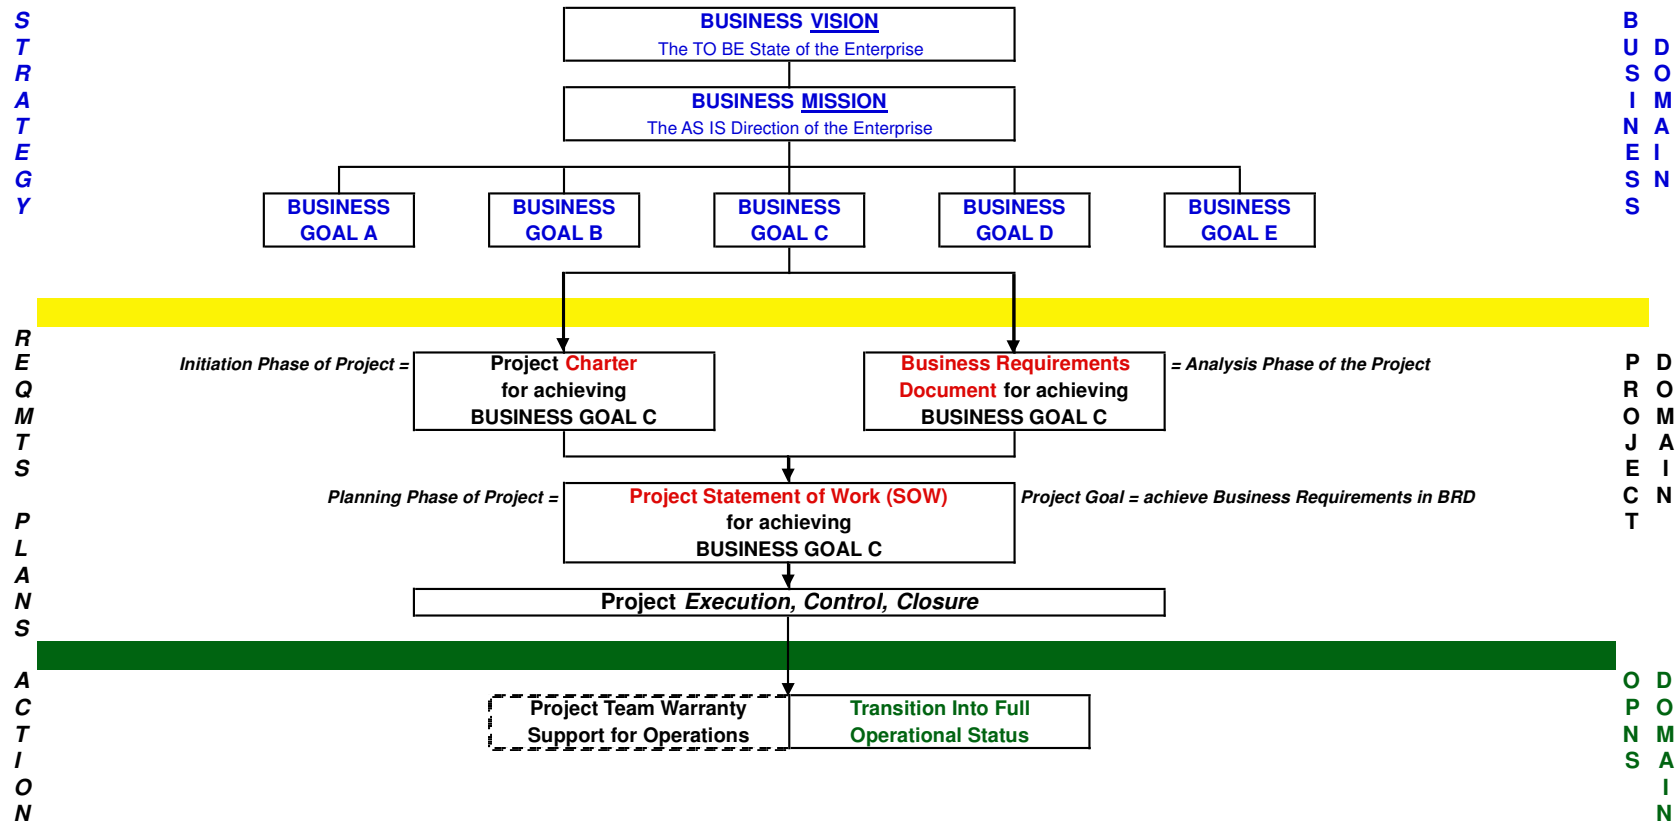 STRATEGY
BUSINESS VISION
The TO BE State of the Enterprise
BUSINESS DOMAIN
BUSINESS MISSION
The AS IS Direction of the Enterprise
BUSINESS
GOAL A
BUSINESS
GOAL B
BUSINESS
GOAL C
BUSINESS
GOAL D
BUSINESS
GOAL E
REQMTS PLANS
Initiation Phase of Project =
Project Charter
for achieving
BUSINESS GOAL C
Business Requirements
Document for achieving
BUSINESS GOAL C
= Analysis Phase of the Project
PROJECT DOMAIN
Planning Phase of Project =
Project Statement of Work (SOW)
for achieving
BUSINESS GOAL C
Project Goal = achieve Business Requirements in BRD
Project Execution, Control, Closure
ACTION
Project Team Warranty
Support for Operations
Transition Into Full
Operational Status
OPNS DOMAIN